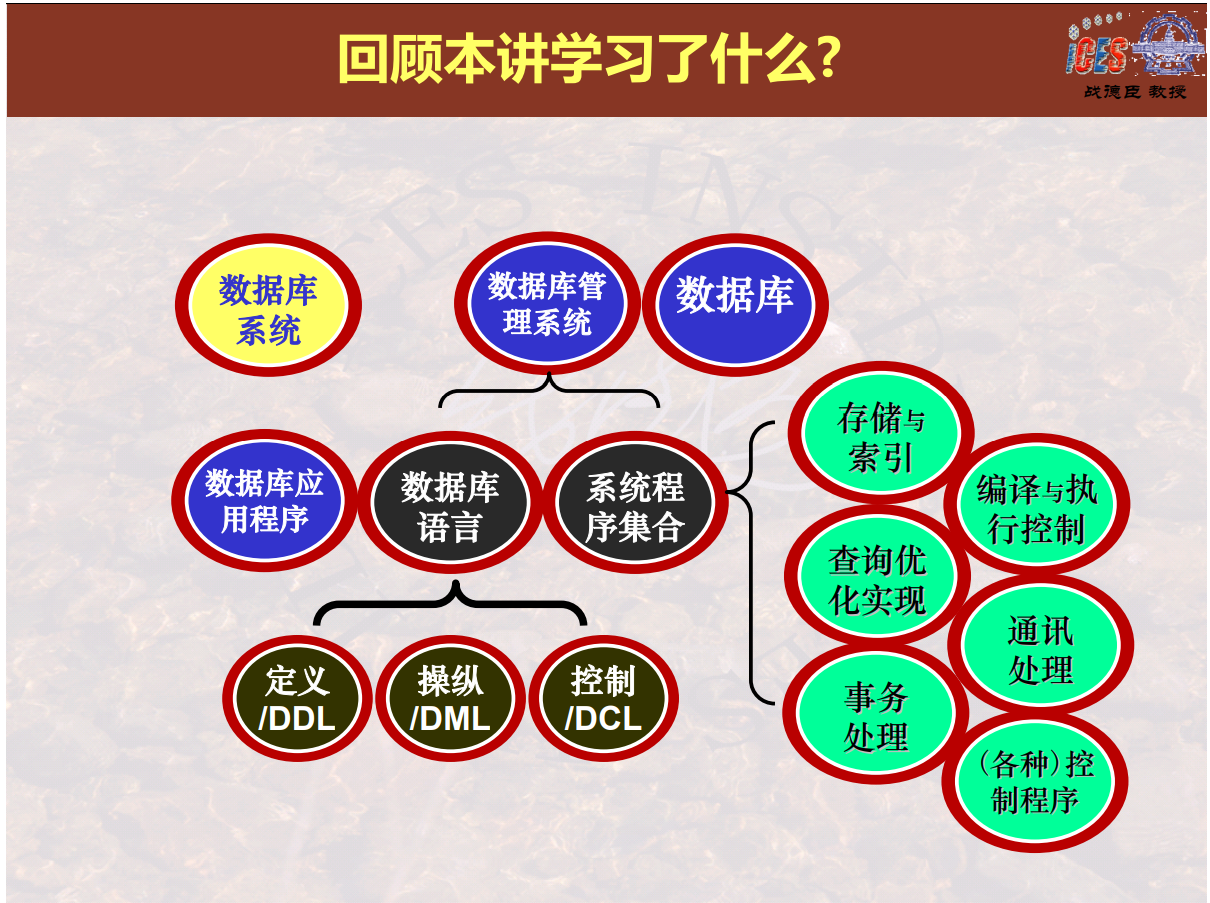 回顾本讲学习了什么?
iCES
战德臣 教授
数据库
系统
数据库管
理系统
数据库
数据库应
用程序
数据库
语言
系统程
序集合
存储与
索引
编译与执
行控制
查询优
化实现
通讯
处理
事务
处理
(各种)控
制程序
定义
/DDL
操纵
/DML
控制
/DCL